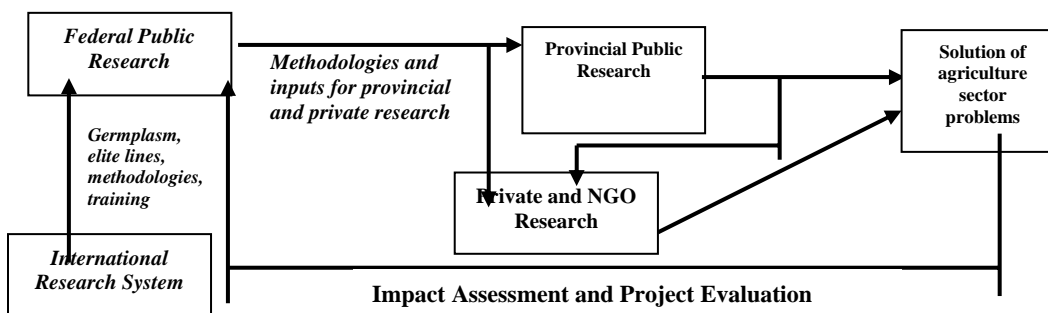 Federal Public
Research
Methodologies and
inputs for provincial
and private research
Provincial Public
Research
Solution of
agriculture
sector
problems
Germplasm,
elite lines,
methodologies,
training
Private and NGO
Research
International
Research System
Impact Assessment and Project Evaluation